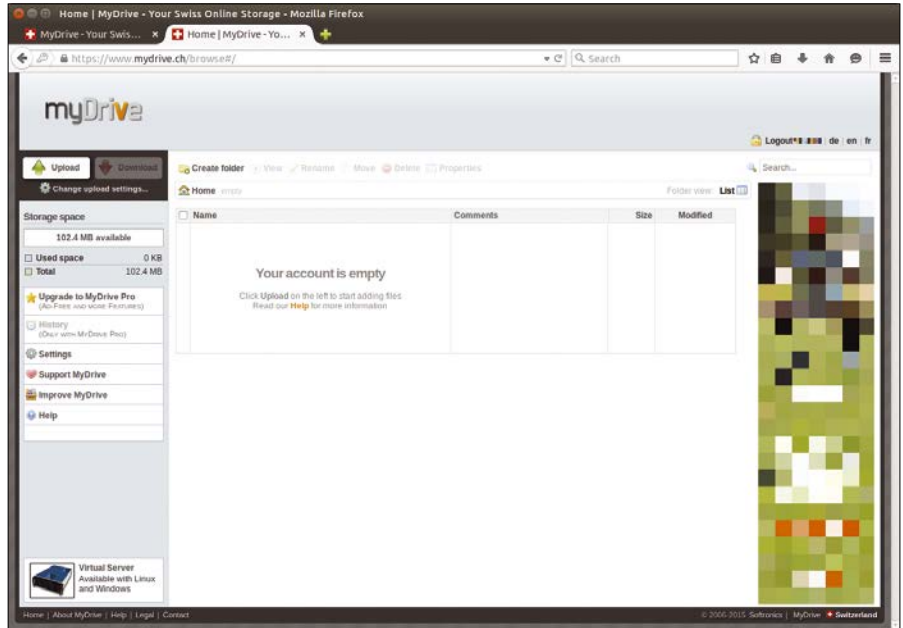 Home | MyDrive - Your Swiss Online Storage - Mozilla Firefox
MyDrive - Your Swis... × Home | MyDrive - Yo... ×
https://www.mydrive.ch/browse#/ Search
myDrive
Logout de en fr
Upload Download
Create folder View Rename Move Delete Properties
Search...
Change upload settings...
Home empty
Folder view: List
Storage space
Name Comments Size Modified
102.4 MB available
Used space 0 KB
Total 102.4 MB
Your account is empty
Click Upload on the left to start adding files
Read our Help for more information
Upgrade to MyDrive Pro
(Ad-Free and more Features)
History
(Only with MyDrive Pro)
Settings
Support MyDrive
Improve MyDrive
Help
Virtual Server
Available with Linux
and Windows
Home | About MyDrive | Help | Legal | Contact
© 2006-2015 Softronics | MyDrive Switzerland